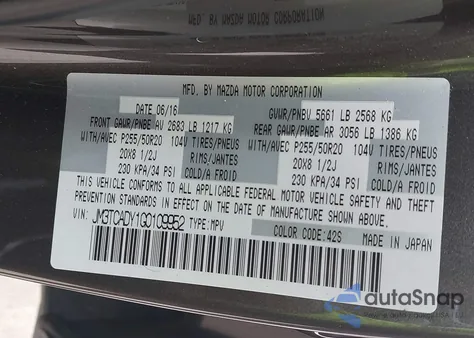 MFD. BY MAZDA MOTOR CORPORATION
DATE 06/16 GVWR/PNBV 5661 LB 2568 KG
FRONT GAWR/PNBE AV 2683 LB 1217 KG REAR GAWR/PNBE AR 3056 LB 1386 KG
WITH/AVEC P255/50R20 104V TIRES/PNEUS WITH/AVEC P255/50R20 104V TIRES/PNEUS
20X8 1/2J RIMS/JANTES 20X8 1/2J RIMS/JANTES
230 KPA/34 PSI COLD/A FROID 230 KPA/34 PSI COLD/A FROID
THIS VEHICLE CONFORMS TO ALL APPLICABLE FEDERAL MOTOR VEHICLE SAFETY, BUMPER, AND THEFT
PREVENTION STANDARDS IN EFFECT ON THE DATE OF MANUFACTURE SHOWN ABOVE.
VIN: JM3TCADY1G0109952 TYPE: MPV COLOR CODE: 42S MADE IN JAPAN
autoSnap